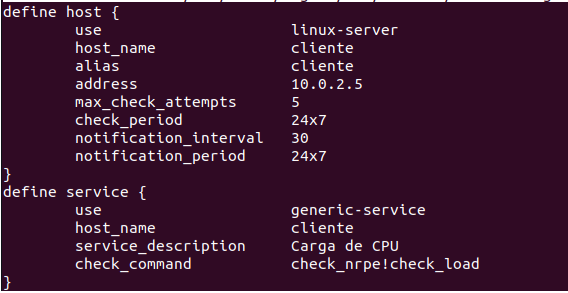 define host {
        use                     linux-server
        host_name               cliente
        alias                   cliente
        address                 10.0.2.5
        max_check_attempts      5
        check_period            24x7
        notification_interval   30
        notification_period     24x7
}
define service {
        use                     generic-service
        host_name               cliente
        service_description     Carga de CPU
        check_command           check_nrpe!check_load
}